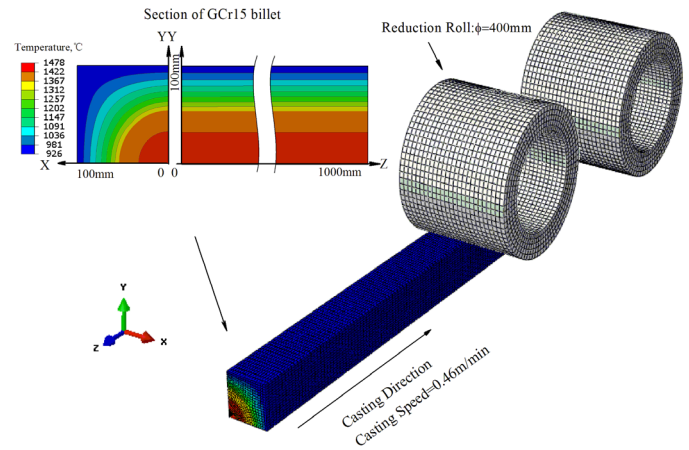 Section of GCr15 billet
Reduction Roll:ϕ=400mm
Temperature,℃
YY
1478
1422
1367
1312
1257
1202
1147
1091
1036
981
926
100mm
X
100mm
0 0
1000mm
Z
Y
Z
X
Casting Direction
Casting Speed=0.46m/min